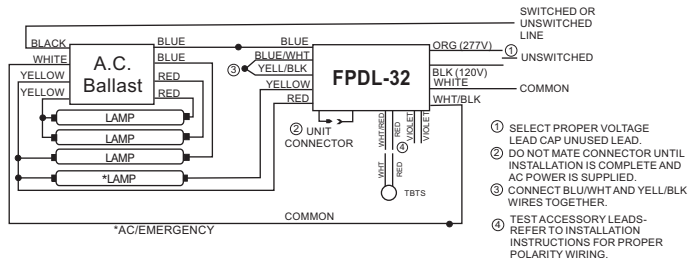 SWITCHED OR
UNSWITCHED
LINE
BLACK
WHITE
YELLOW
YELLOW
A.C.
Ballast
BLUE
BLUE
RED
RED
BLUE
BLUE/WHT
③ YELL/BLK
YELLOW
RED
FPDL-32
ORG (277V)
①
UNSWITCHED
BLK (120V)
WHITE
COMMON
WHT/BLK
LAMP
LAMP
LAMP
*LAMP
② UNIT
CONNECTOR
WHT/RED
RED
④
VIOLET
VIOLET
WHT
RED
TBTS
COMMON
*AC/EMERGENCY
① SELECT PROPER VOLTAGE
LEAD CAP UNUSED LEAD.
② DO NOT MATE CONNECTOR UNTIL
INSTALLATION IS COMPLETE AND
AC POWER IS SUPPLIED.
③ CONNECT BLU/WHT AND YELL/BLK
WIRES TOGETHER.
④ TEST ACCESSORY LEADS-
REFER TO INSTALLATION
INSTRUCTIONS FOR PROPER
POLARITY WIRING.